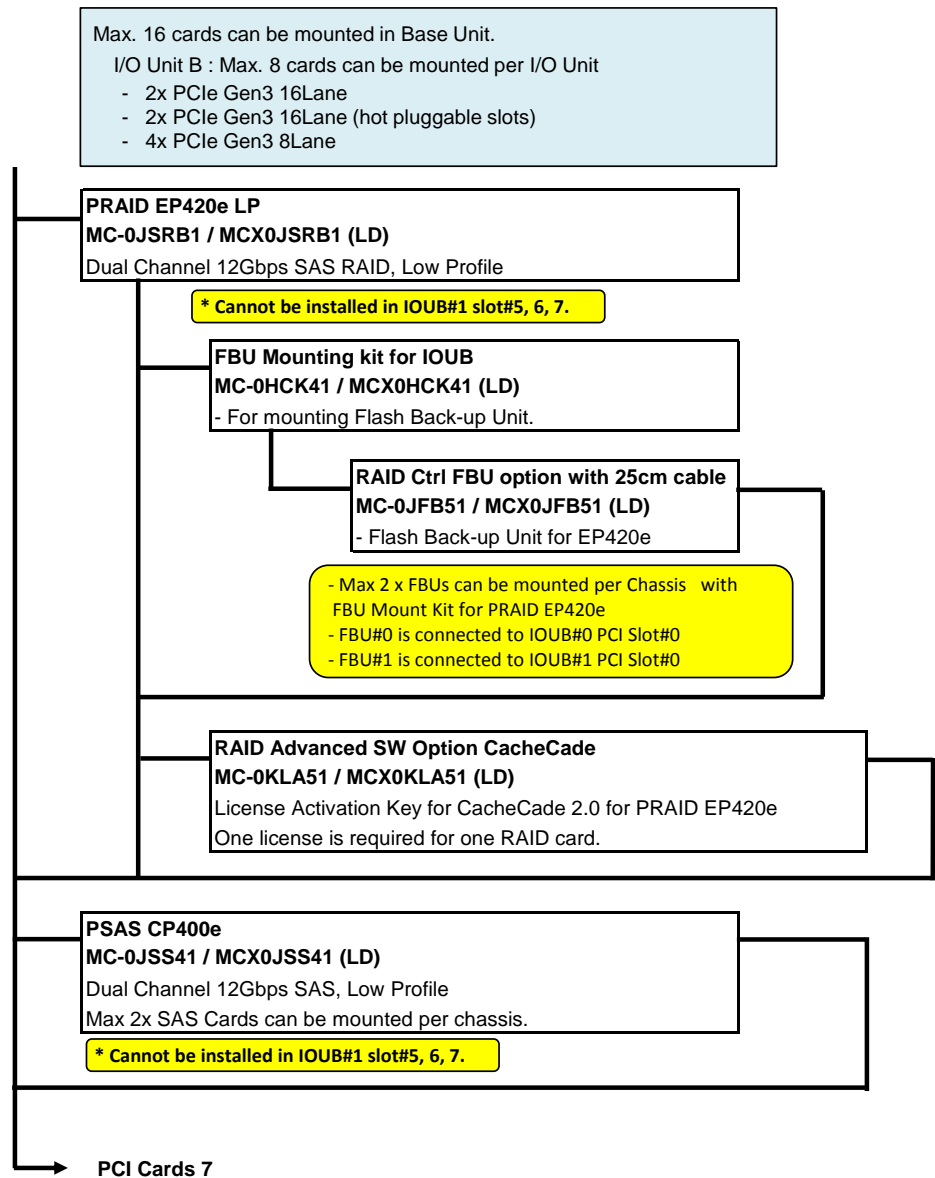 Max. 16 cards can be mounted in Base Unit.
I/O Unit B : Max. 8 cards can be mounted per I/O Unit
- 2x PCIe Gen3 16Lane
- 2x PCIe Gen3 16Lane (hot pluggable slots)
- 4x PCIe Gen3 8Lane
PRAID EP420e LP
MC-0JSRB1 / MCX0JSRB1 (LD)
Dual Channel 12Gbps SAS RAID, Low Profile
* Cannot be installed in IOUB#1 slot#5, 6, 7.
FBU Mounting kit for IOUB
MC-0HCK41 / MCX0HCK41 (LD)
- For mounting Flash Back-up Unit.
RAID Ctrl FBU option with 25cm cable
MC-0JFB51 / MCX0JFB51 (LD)
- Flash Back-up Unit for EP420e
- Max 2 x FBUs can be mounted per Chassis with
FBU Mount Kit for PRAID EP420e
- FBU#0 is connected to IOUB#0 PCI Slot#0
- FBU#1 is connected to IOUB#1 PCI Slot#0
RAID Advanced SW Option CacheCade
MC-0KLA51 / MCX0KLA51 (LD)
License Activation Key for CacheCade 2.0 for PRAID EP420e
One license is required for one RAID card.
PSAS CP400e
MC-0JSS41 / MCX0JSS41 (LD)
Dual Channel 12Gbps SAS, Low Profile
Max 2x SAS Cards can be mounted per chassis.
* Cannot be installed in IOUB#1 slot#5, 6, 7.
PCI Cards 7